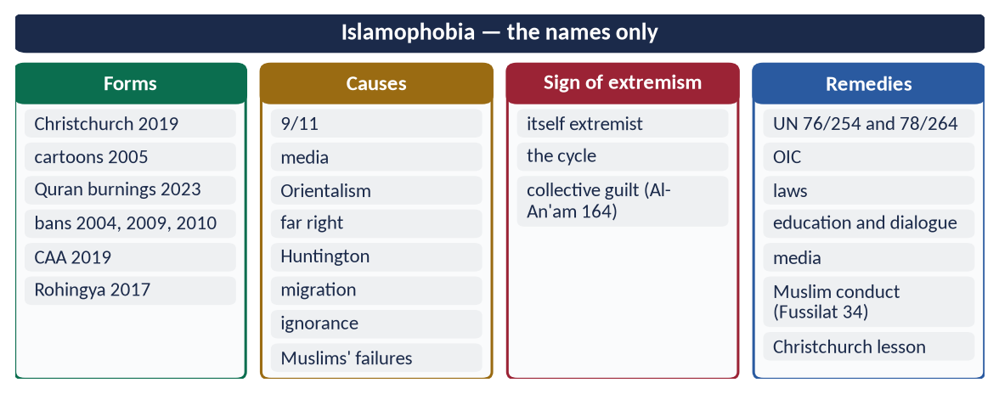 Islamophobia — the names only
Forms
Christchurch 2019
cartoons 2005
Quran burnings 2023
bans 2004, 2009, 2010
CAA 2019
Rohingya 2017
Causes
9/11
media
Orientalism
far right
Huntington
migration
ignorance
Muslims' failures
Sign of extremism
itself extremist
the cycle
collective guilt (Al-
An'am 164)
Remedies
UN 76/254 and 78/264
OIC
laws
education and dialogue
media
Muslim conduct
(Fussilat 34)
Christchurch lesson